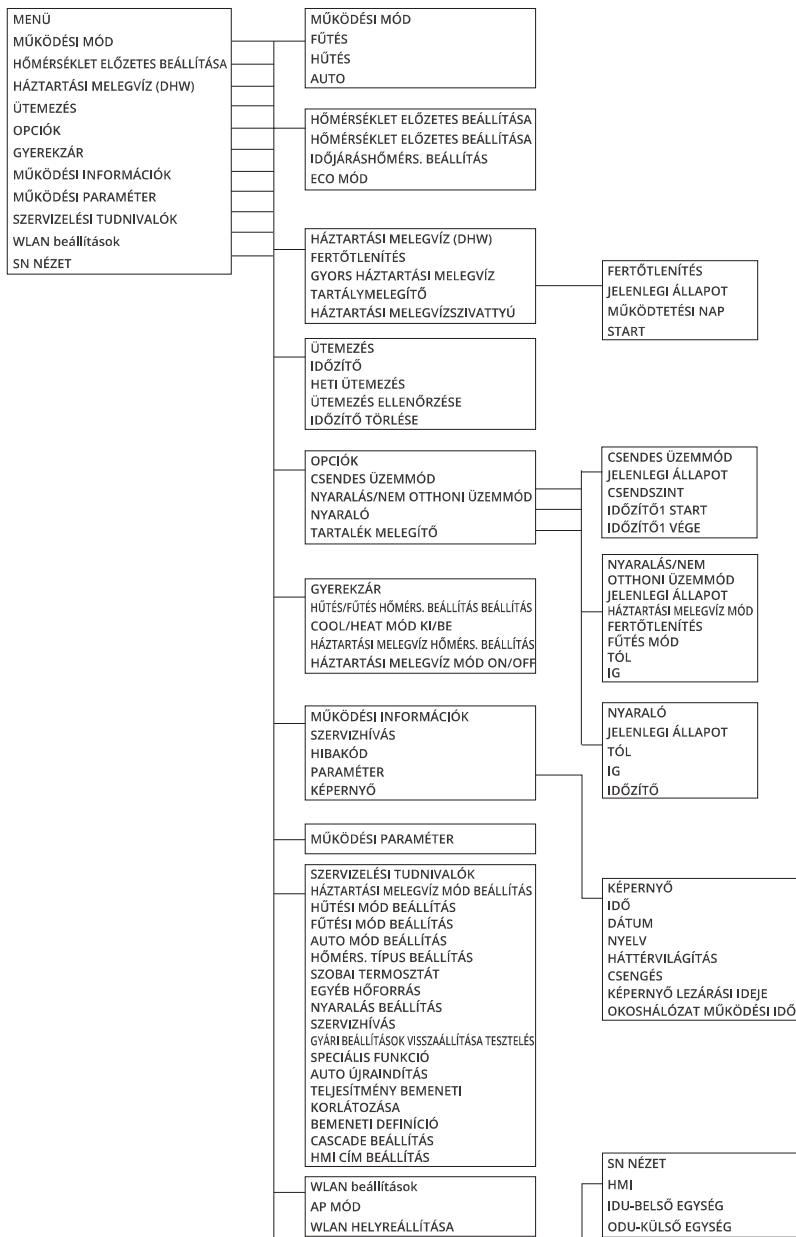 MENÜ
MŰKÖDÉSI MÓD
HŐMÉRSÉKLET ELŐZETES BEÁLLÍTÁSA
HÁZTARTÁSI MELEGVÍZ (DHW)
ÜTEMEZÉS
OPCIÓK
GYEREKZÁR
MŰKÖDÉSI INFORMÁCIÓK
MŰKÖDÉSI PARAMÉTER
SZERVIZELÉSI TUDNIVALÓK
WLAN beállítások
SN NÉZET
MŰKÖDÉSI MÓD
FŰTÉS
HŰTÉS
AUTO
HŐMÉRSÉKLET ELŐZETES BEÁLLÍTÁSA
HŐMÉRSÉKLET ELŐZETES BEÁLLÍTÁSA
IDŐJÁRÁSHŐMÉRS. BEÁLLÍTÁS
ECO MÓD
HÁZTARTÁSI MELEGVÍZ (DHW)
FERTŐTLENÍTÉS
GYORS HÁZTARTÁSI MELEGVÍZ
TARTÁLYMELEGÍTŐ
HÁZTARTÁSI MELEGVÍZSZIVATTYÚ
FERTŐTLENÍTÉS
JELENLEGI ÁLLAPOT
MŰKÖDTETÉSI NAP
START
ÜTEMEZÉS
IDŐZÍTŐ
HETI ÜTEMEZÉS
ÜTEMEZÉS ELLENŐRZÉSE
IDŐZÍTŐ TÖRLÉSE
OPCIÓK
CSENDES ÜZEMMÓD
NYARALÁS/NEM OTTHONI ÜZEMMÓD
NYARALÓ
TARTALÉK MELEGÍTŐ
CSENDES ÜZEMMÓD
JELENLEGI ÁLLAPOT
CSENDSZINT
IDŐZÍTŐ1 START
IDŐZÍTŐ1 VÉGE
NYARALÁS/NEM
OTTHONI ÜZEMMÓD
JELENLEGI ÁLLAPOT
HÁZTARTÁSI MELEGVÍZ MÓD
FERTŐTLENÍTÉS
FŰTÉS MÓD
TÓL
IG
NYARALÓ
JELENLEGI ÁLLAPOT
TÓL
IG
IDŐZÍTŐ
GYEREKZÁR
HŰTÉS/FŰTÉS HŐMÉRS. BEÁLLÍTÁS BEÁLLÍTÁS
COOL/HEAT MÓD KI/BE
HÁZTARTÁSI MELEGVÍZ HŐMÉRS. BEÁLLÍTÁS
HÁZTARTÁSI MELEGVÍZ MÓD ON/OFF
MŰKÖDÉSI INFORMÁCIÓK
SZERVIZHÍVÁS
HIBAKÓD
PARAMÉTER
KÉPERNYŐ
KÉPERNYŐ
IDŐ
DÁTUM
NYELV
HÁTTÉRVILÁGÍTÁS
CSENGÉS
KÉPERNYŐ LEZÁRÁSI IDEJE
OKOSHÁLÓZAT MŰKÖDÉSI IDŐ
MŰKÖDÉSI PARAMÉTER
SZERVIZELÉSI TUDNIVALÓK
HÁZTARTÁSI MELEGVÍZ MÓD BEÁLLÍTÁS
HŰTÉSI MÓD BEÁLLÍTÁS
FŰTÉSI MÓD BEÁLLÍTÁS
AUTO MÓD BEÁLLÍTÁS
HŐMÉRS. TÍPUS BEÁLLÍTÁS
SZOBAI TERMOSZTÁT
EGYÉB HŐFORRÁS
NYARALÁS BEÁLLÍTÁS
SZERVIZHÍVÁS
GYÁRI BEÁLLÍTÁSOK VISSZAÁLLÍTÁSA TESZTELÉS
SPECIÁLIS FUNKCIÓ
AUTO ÚJRAINDÍTÁS
TELJESÍTMÉNY BEMENETI
KORLÁTOZÁSA
BEMENETI DEFINÍCIÓ
CASCADE BEÁLLÍTÁS
HMI CÍM BEÁLLÍTÁS
WLAN beállítások
AP MÓD
WLAN HELYREÁLLÍTÁSA
SN NÉZET
HMI
IDU-BELSŐ EGYSÉG
ODU-KÜLSŐ EGYSÉG